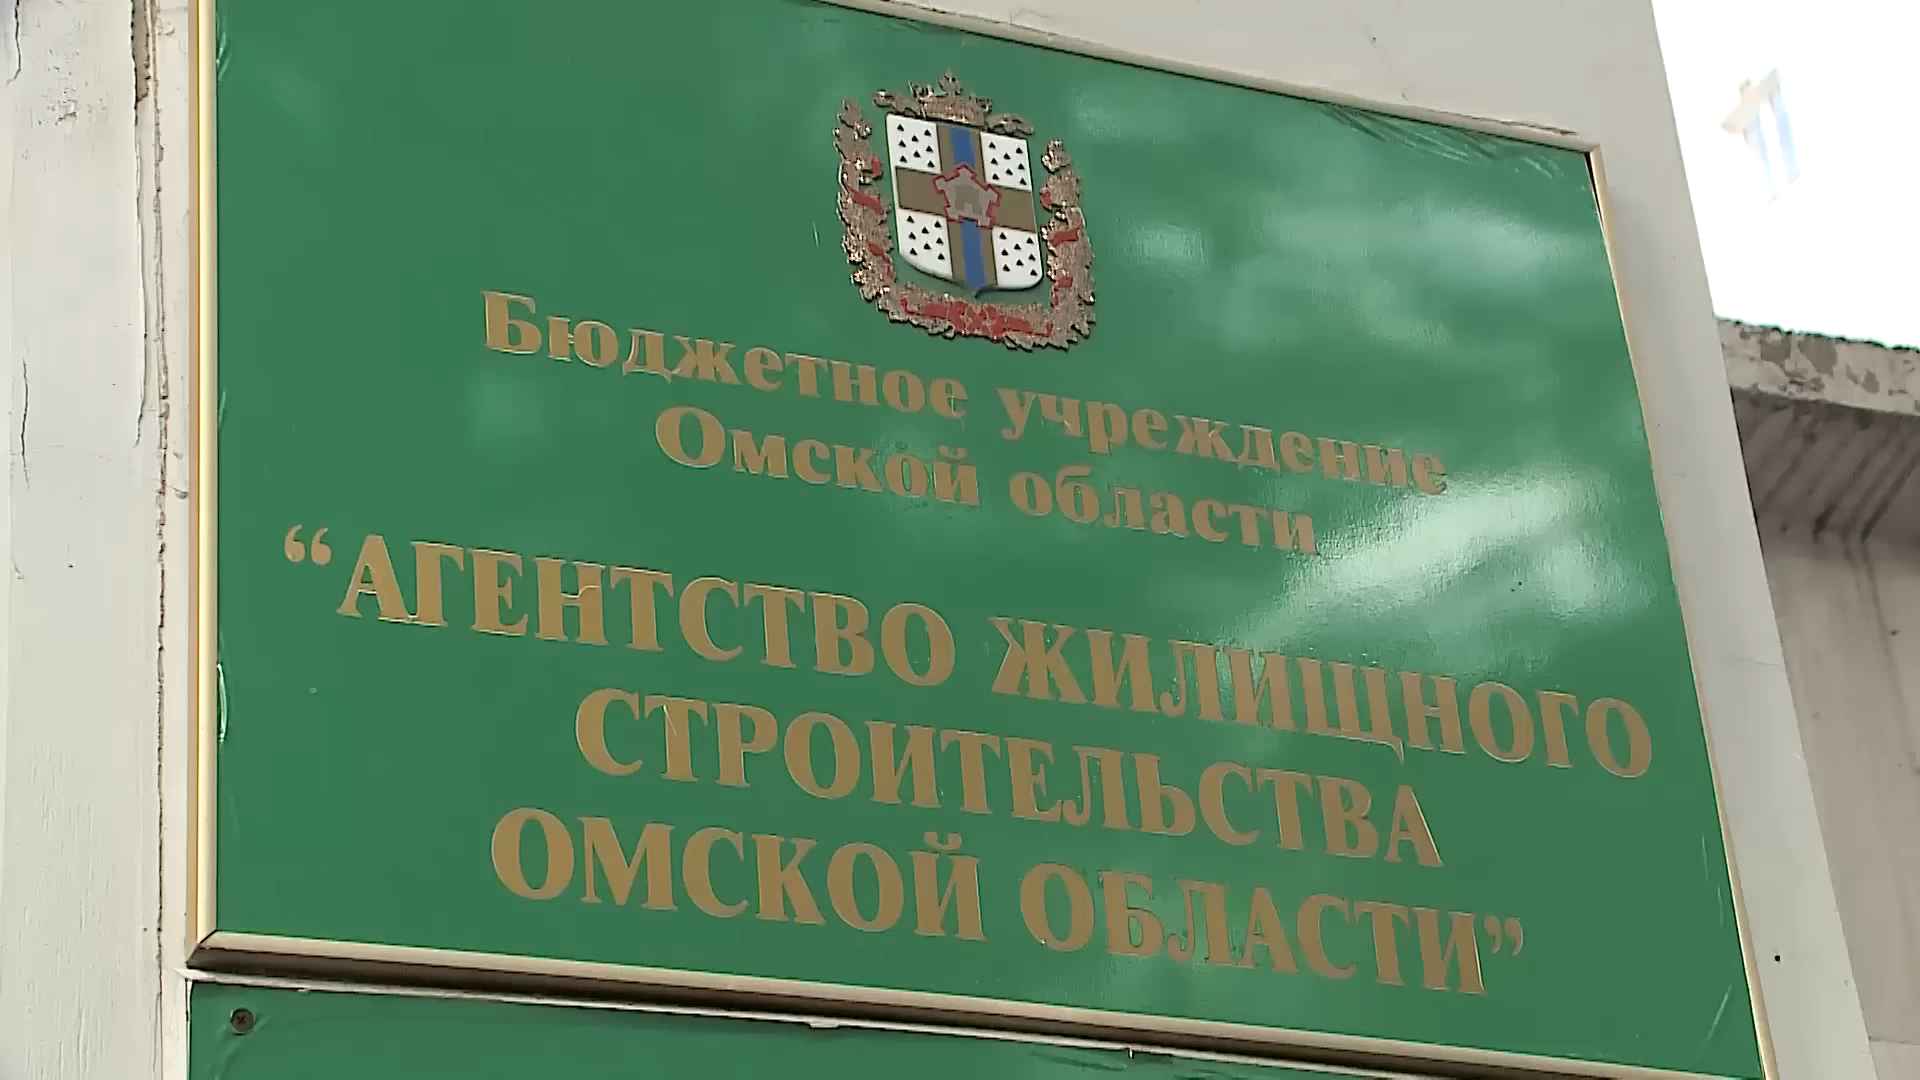 Бюджетное учреждение
Омской области
“АГЕНТСТВО ЖИЛИЩНОГО
СТРОИТЕЛЬСТВА
ОМСКОЙ ОБЛАСТИ”